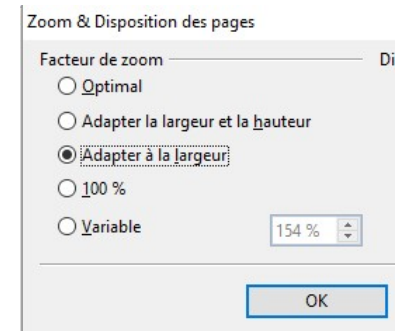 Zoom & Disposition des pages
Facteur de zoom Di
Optimal
Adapter la largeur et la hauteur
Adapter à la largeur
100 %
Variable 154 %
OK